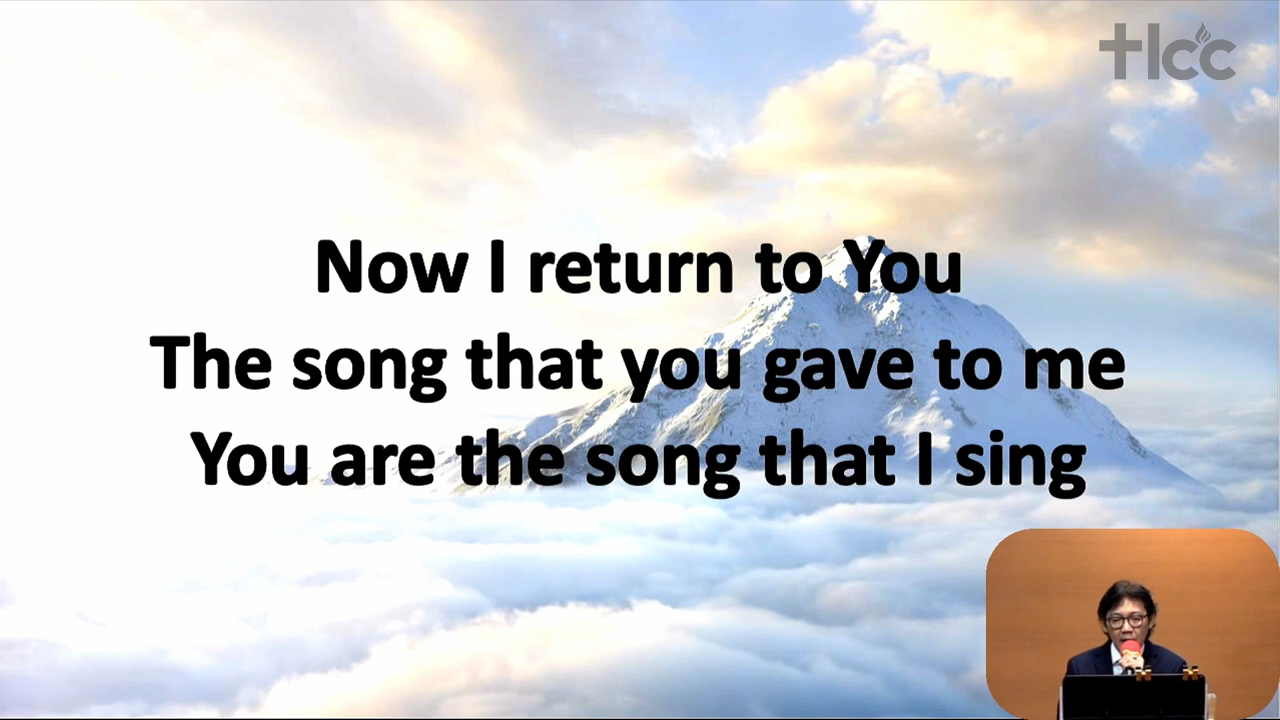 tlcc
Now I return to You
The song that you gave to me
You are the song that I sing